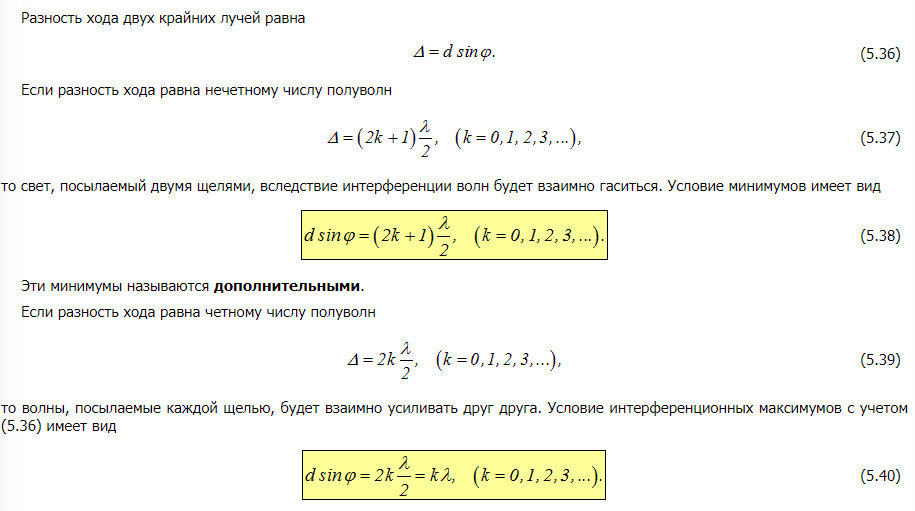 Разность хода двух крайних лучей равна
Δ = d sin φ. (5.36)
Если разность хода равна нечетному числу полуволн
Δ = (2k + 1) λ/2, (k = 0, 1, 2, 3, ...), (5.37)
то свет, посылаемый двумя щелями, вследствие интерференции волн будет взаимно гаситься. Условие минимумов имеет вид
d sin φ = (2k + 1) λ/2, (k = 0, 1, 2, 3, ...). (5.38)
Эти минимумы называются дополнительными.
Если разность хода равна четному числу полуволн
Δ = 2k λ/2, (k = 0, 1, 2, 3, ...), (5.39)
то волны, посылаемые каждой щелью, будет взаимно усиливать друг друга. Условие интерференционных максимумов с учетом
(5.36) имеет вид
d sin φ = 2k λ/2 = kλ, (k = 0, 1, 2, 3, ...). (5.40)